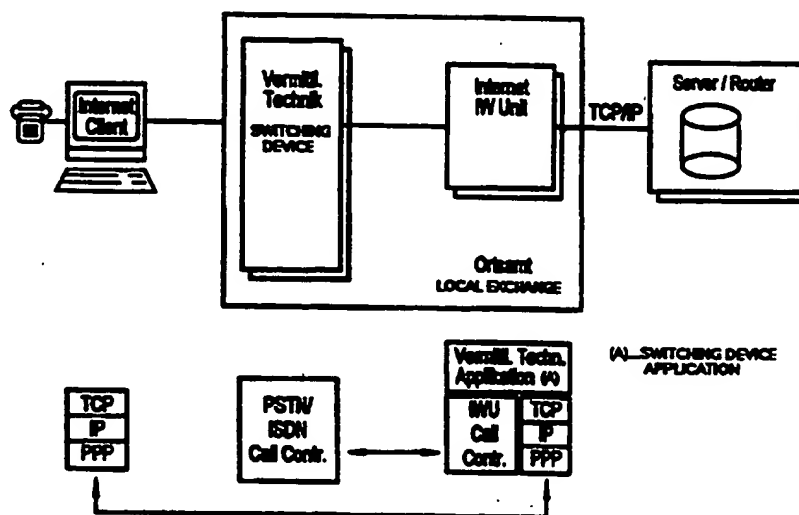 Internet
Client
Vermittl.
Technik
SWITCHING
DEVICE
Internet
IW Unit
TCP/IP
Server / Router
Ortsamt
LOCAL EXCHANGE
Vermittl. Techn.
Application (A)
(A)...SWITCHING DEVICE
APPLICATION
TCP
IP
PPP
PSTN/
ISDN
Call Contr.
IWU
Call
Contr.
TCP
IP
PPP